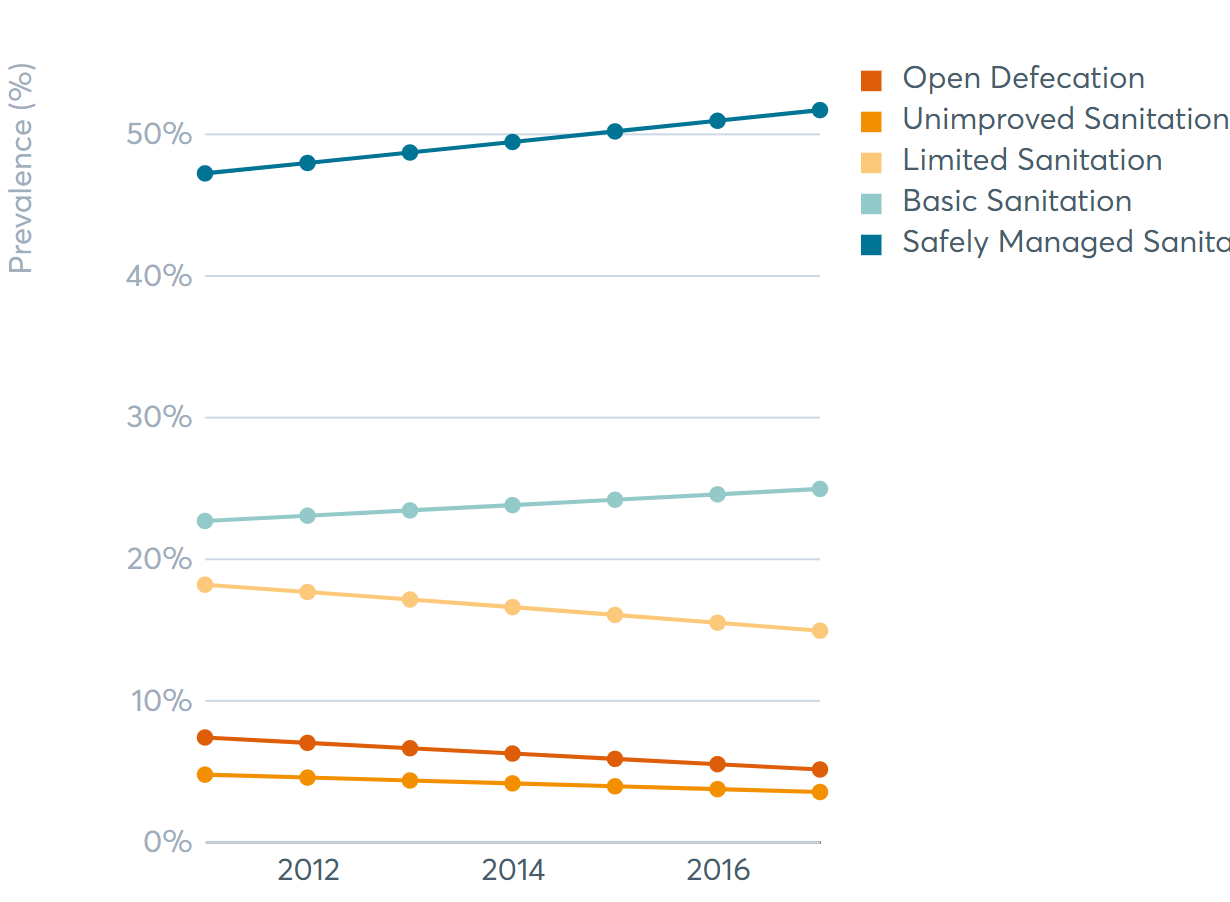 Prevalence (%)
50%
40%
30%
20%
10%
0%
2012
2014
2016
Open Defecation
Unimproved Sanitation
Limited Sanitation
Basic Sanitation
Safely Managed Sanita